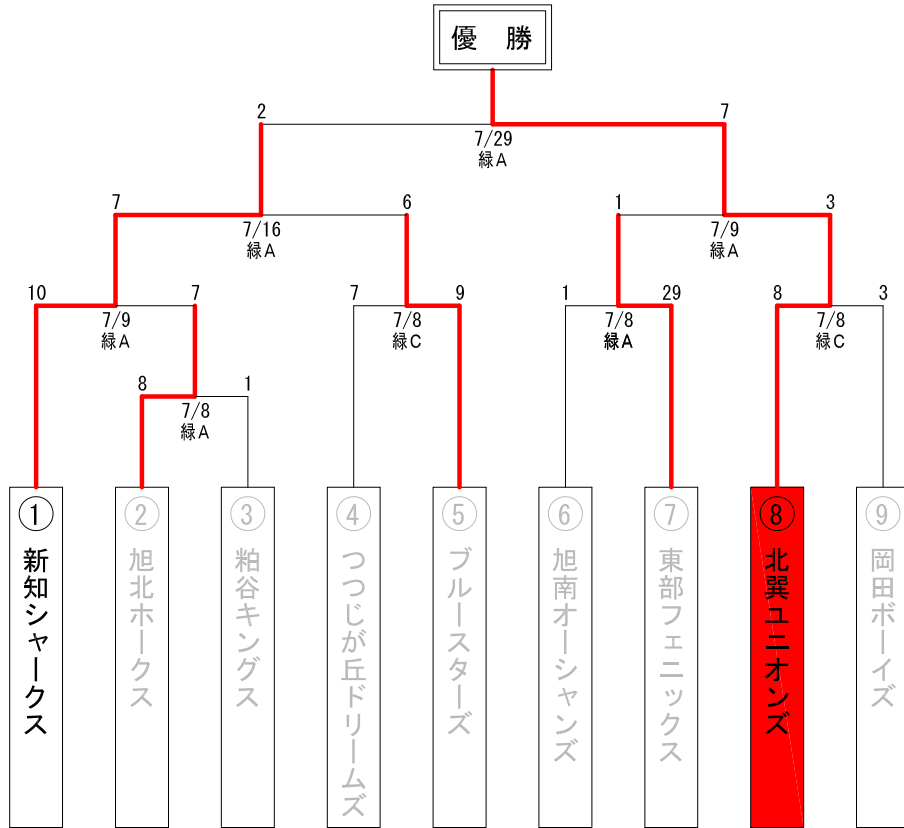 優 勝
2
7
7/29
緑A
7
6
1
3
7/16
緑A
7/9
緑A
10
7
7
9
1
29
8
3
7/9
緑A
7/8
緑C
7/8
緑A
7/8
緑C
8
1
7/8
緑A
① 新知シャークス
② 旭北ホークス
③ 粕谷キングス
④ つつじが丘ドリームズ
⑤ ブルースターズ
⑥ 旭南オーシャンズ
⑦ 東部フェニックス
⑧ 北巽ユニオンズ
⑨ 岡田ボーイズ